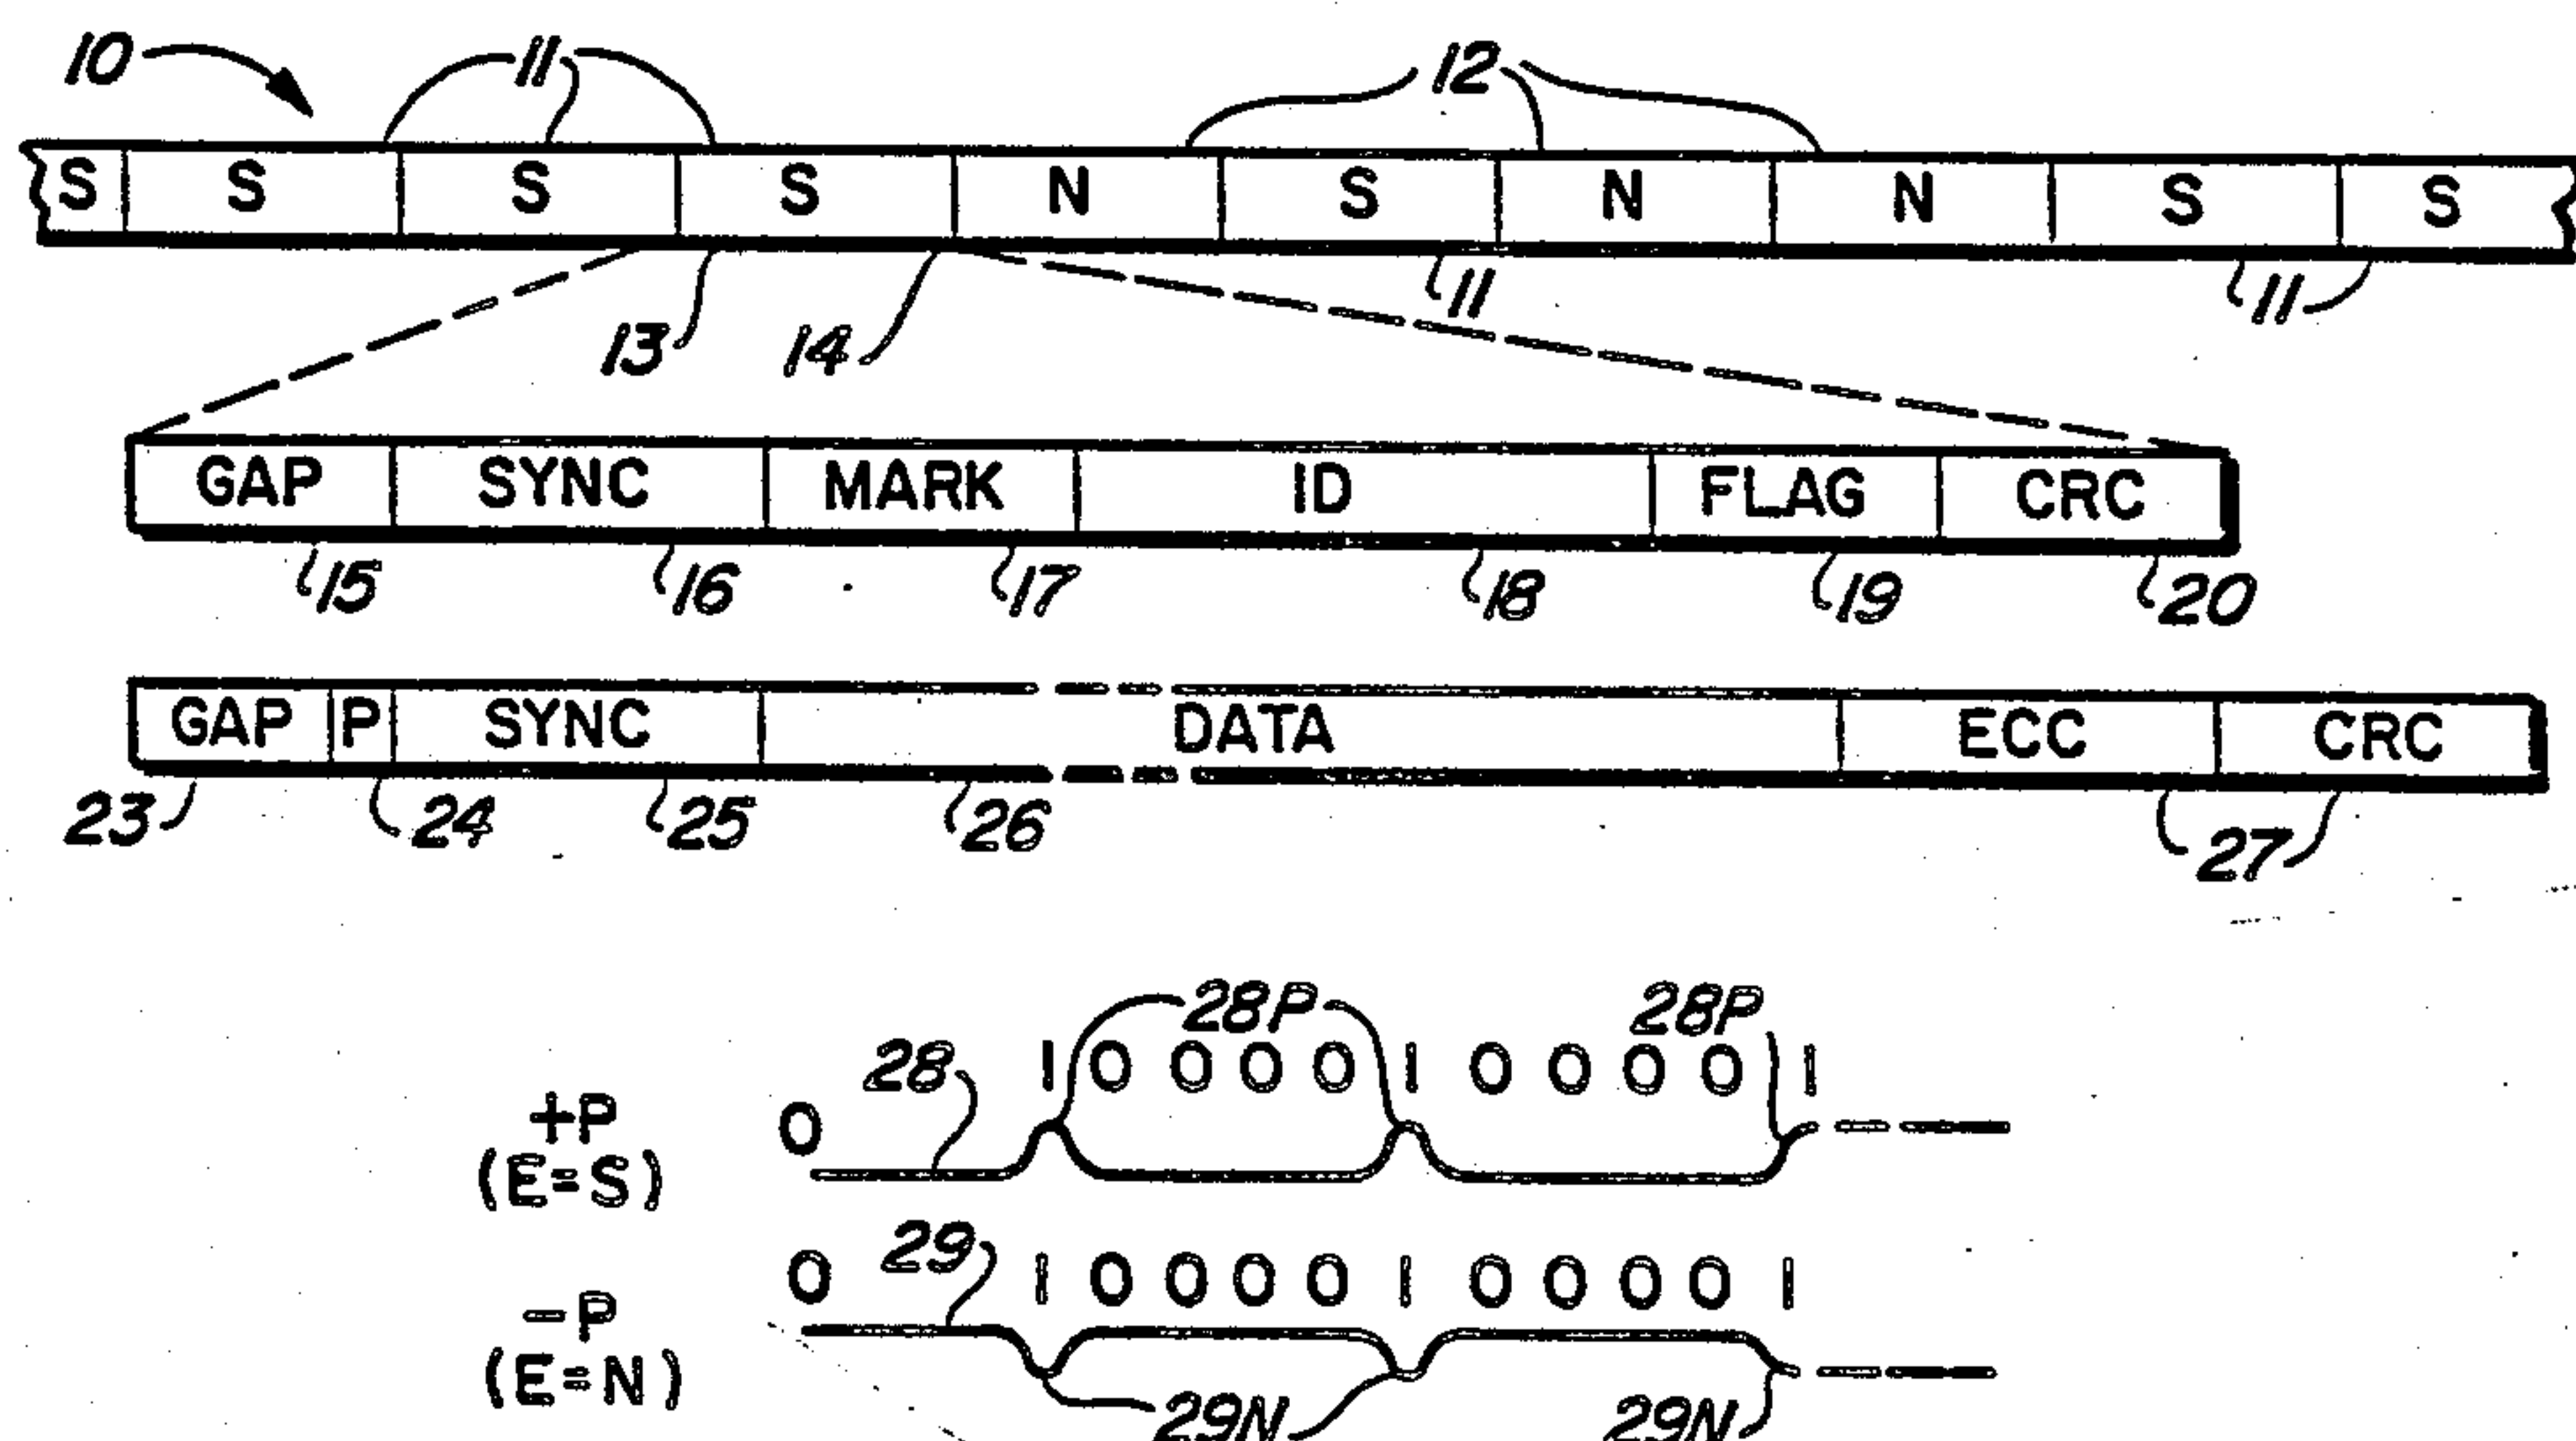 10 11 12
S S S S N S N N S S
13 14 11 11
GAP SYNC MARK ID FLAG CRC
15 16 17 18 19 20
GAP P SYNC DATA ECC CRC
23 24 25 26 27
28P 28P
28 1 0 0 0 0 1 0 0 0 0 1
+P 0
(E=S)
29 0 1 0 0 0 0 1 0 0 0 0 1
-P
(E=N)
29N 29N